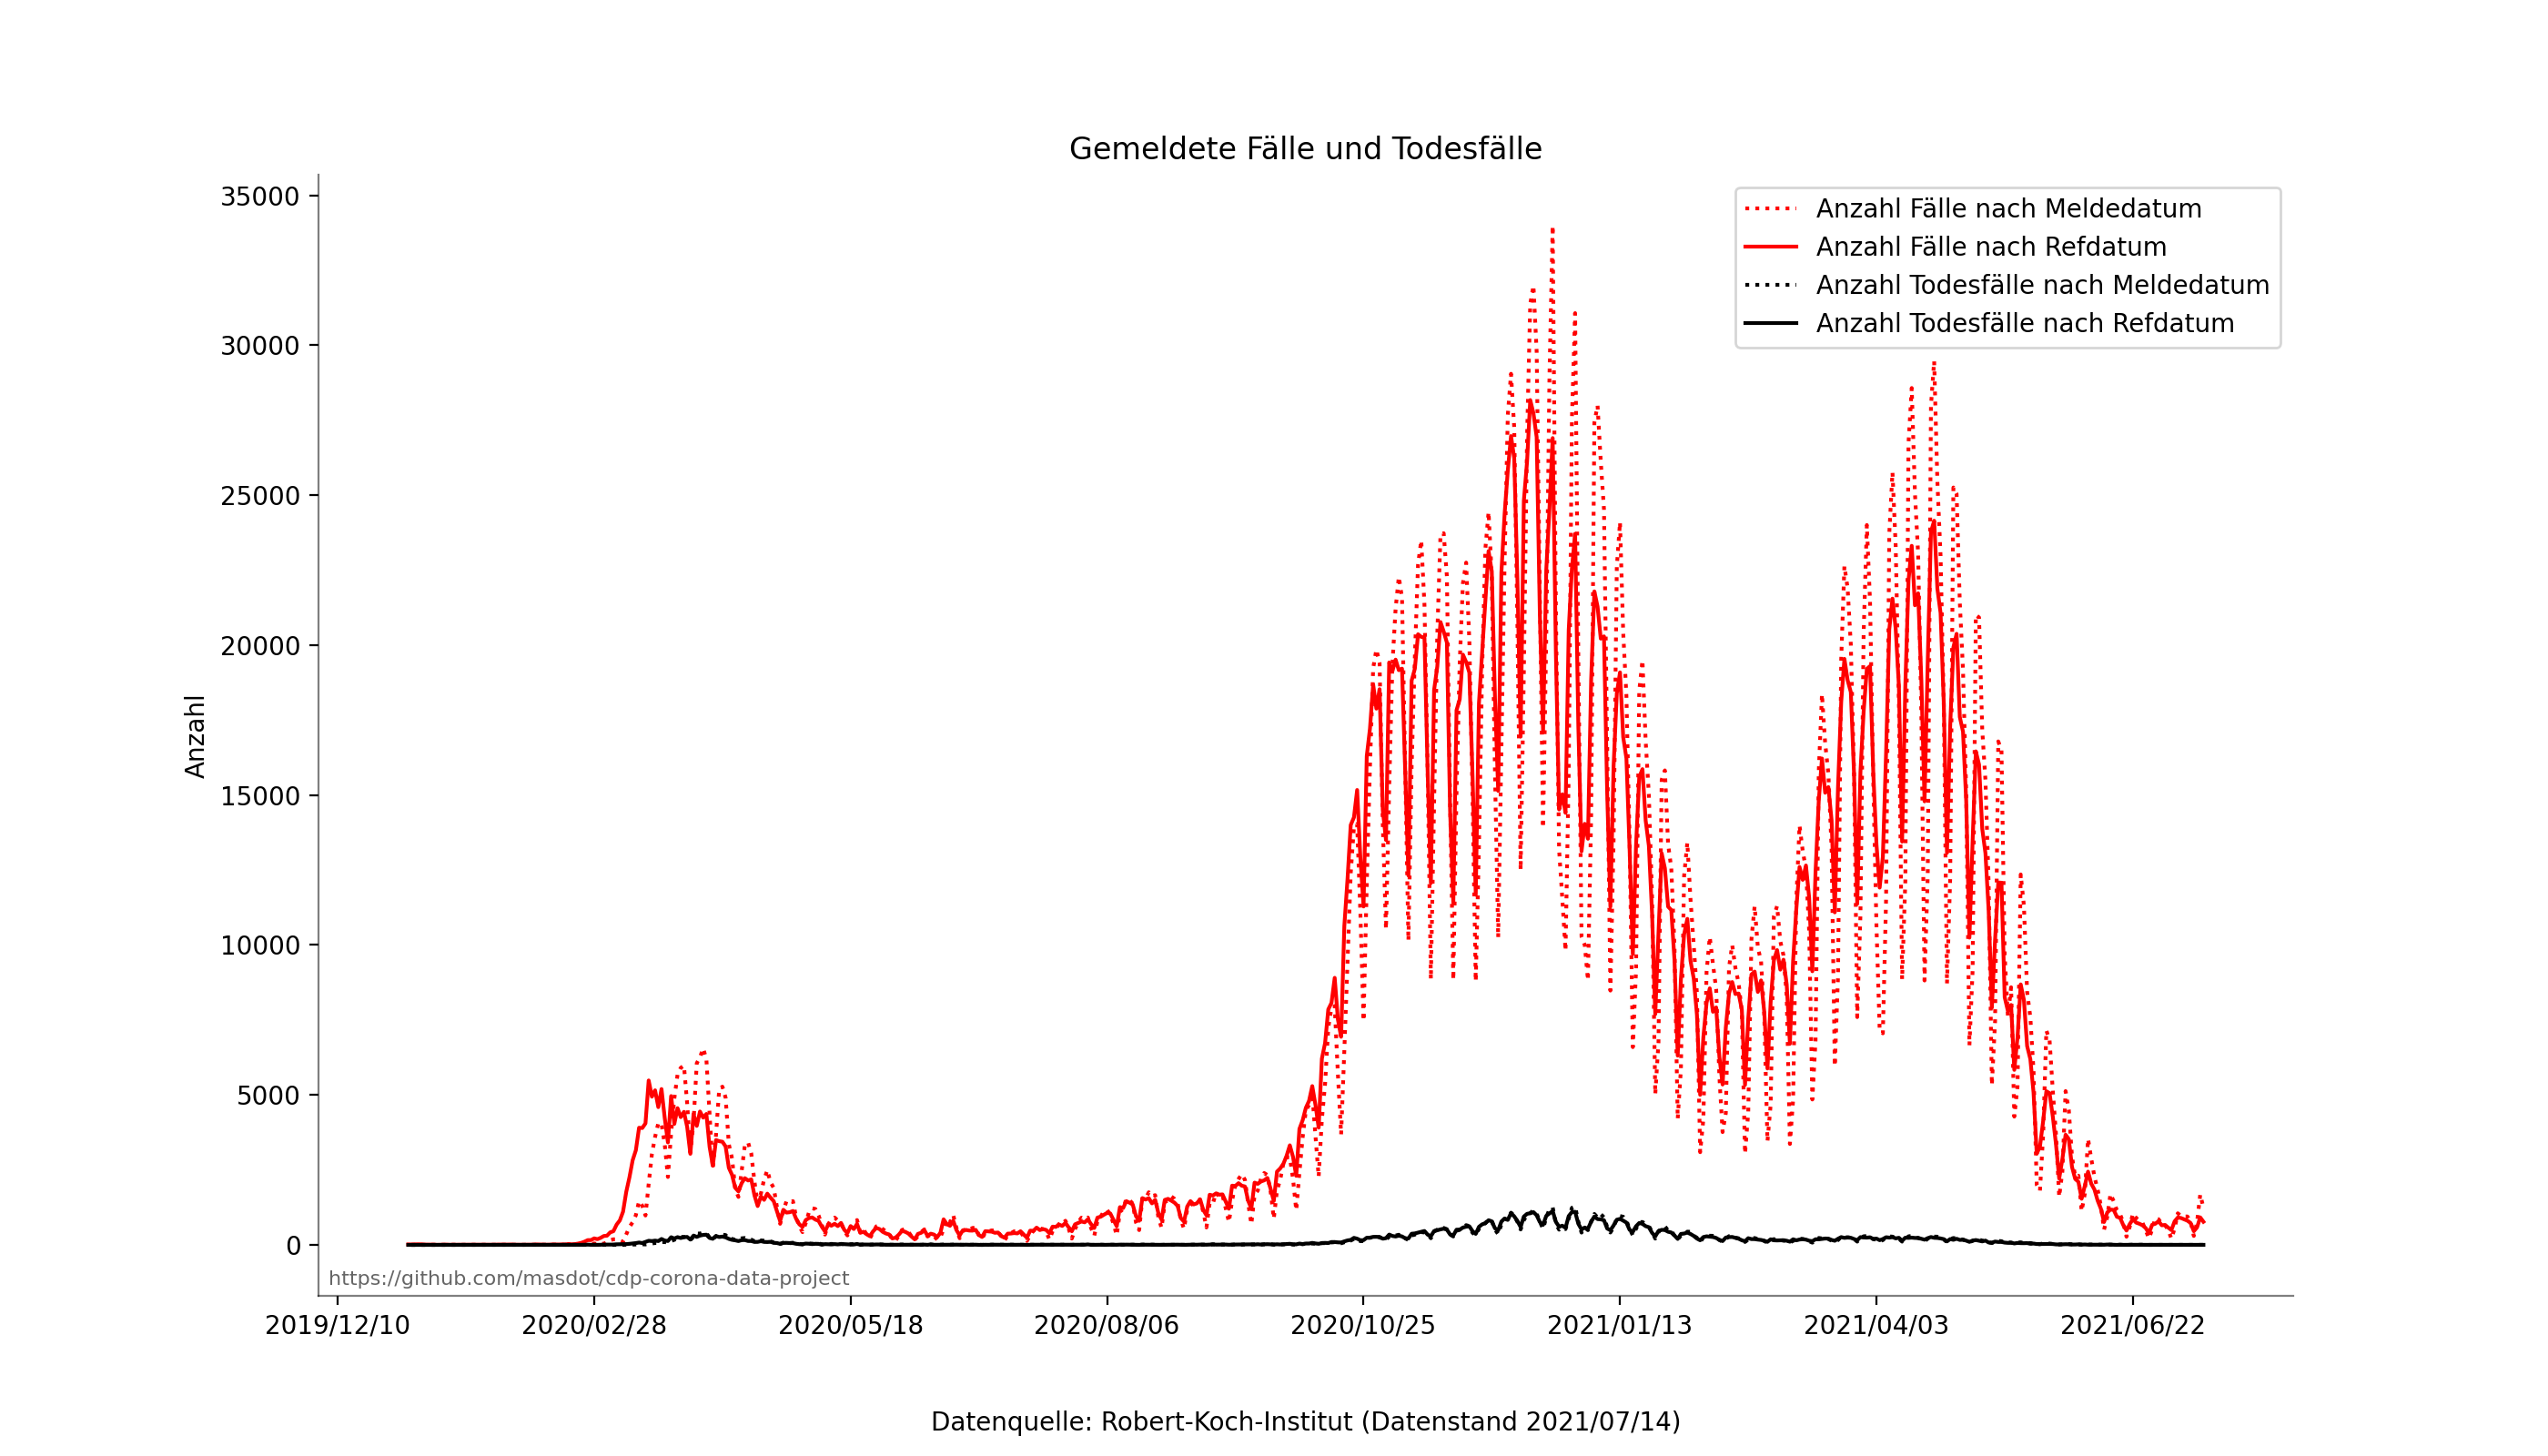 Gemeldete Fälle und Todesfälle
35000
30000
25000
20000
15000
10000
5000
0
Anzahl
Anzahl Fälle nach Meldedatum
Anzahl Fälle nach Refdatum
Anzahl Todesfälle nach Meldedatum
Anzahl Todesfälle nach Refdatum
https://github.com/masdot/cdp-corona-data-project
2019/12/10 2020/02/28 2020/05/18 2020/08/06 2020/10/25 2021/01/13 2021/04/03 2021/06/22
Datenquelle: Robert-Koch-Institut (Datenstand 2021/07/14)